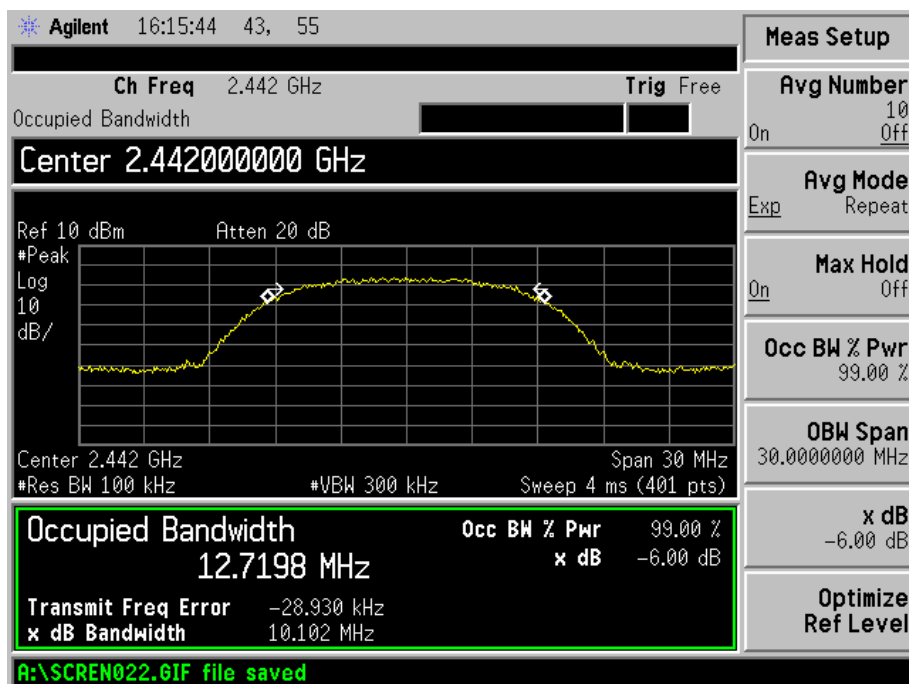 Agilent 16:15:44 43, 55
Meas Setup
Ch Freq 2.442 GHz Trig Free
Occupied Bandwidth
Center 2.442000000 GHz
Ref 10 dBm Atten 20 dB
#Peak
Log
10
dB/
Center 2.442 GHz Span 30 MHz
#Res BW 100 kHz #VBW 300 kHz Sweep 4 ms (401 pts)
Occupied Bandwidth Occ BW % Pwr 99.00 %
12.7198 MHz x dB -6.00 dB
Transmit Freq Error -28.930 kHz
x dB Bandwidth 10.102 MHz
A:\SCREN022.GIF file saved
Avg Number
10
On Off
Avg Mode
Exp Repeat
Max Hold
On Off
Occ BW % Pwr
99.00 %
OBW Span
30.0000000 MHz
x dB
-6.00 dB
Optimize
Ref Level